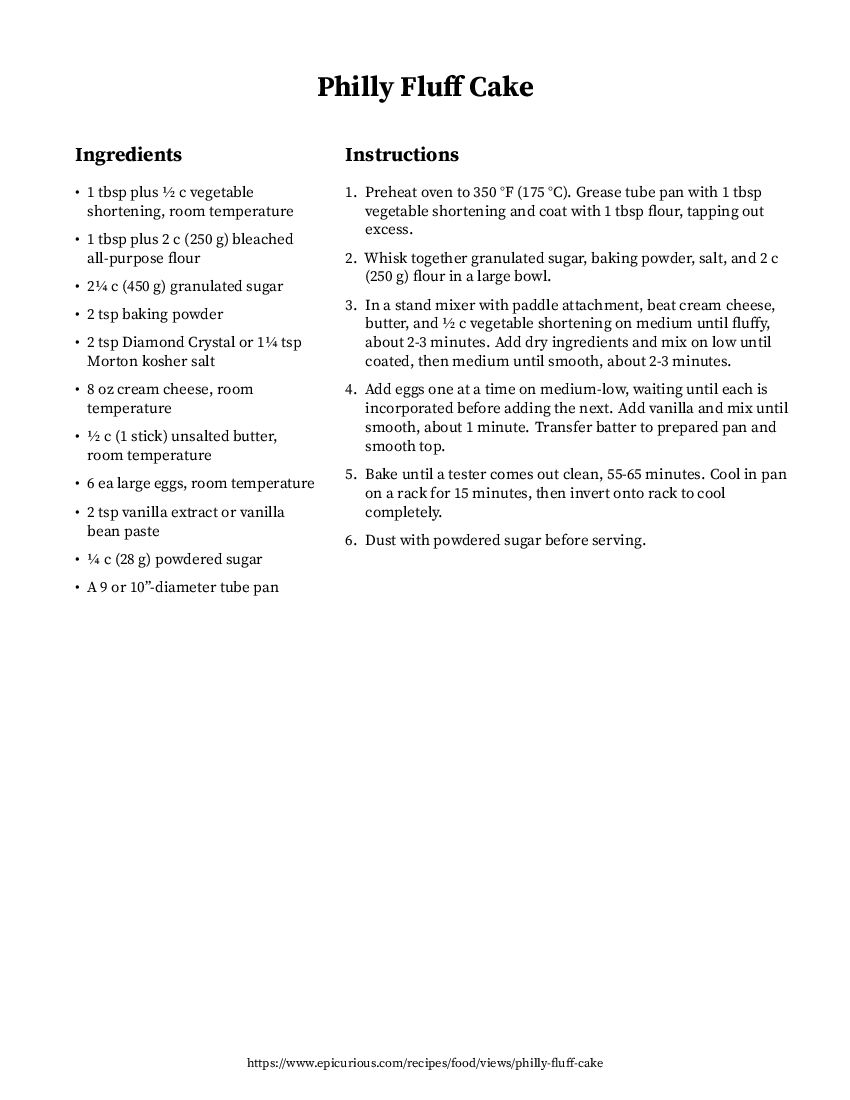 Philly Fluff Cake
Ingredients
• 1 tbsp plus ½ c vegetable
shortening, room temperature
• 1 tbsp plus 2 c (250 g) bleached
all-purpose flour
• 2¼ c (450 g) granulated sugar
• 2 tsp baking powder
• 2 tsp Diamond Crystal or 1¼ tsp
Morton kosher salt
• 8 oz cream cheese, room
temperature
• ½ c (1 stick) unsalted butter,
room temperature
• 6 ea large eggs, room temperature
• 2 tsp vanilla extract or vanilla
bean paste
• ¼ c (28 g) powdered sugar
• A 9 or 10”-diameter tube pan
Instructions
1. Preheat oven to 350 °F (175 °C). Grease tube pan with 1 tbsp
vegetable shortening and coat with 1 tbsp flour, tapping out
excess.
2. Whisk together granulated sugar, baking powder, salt, and 2 c
(250 g) flour in a large bowl.
3. In a stand mixer with paddle attachment, beat cream cheese,
butter, and ½ c vegetable shortening on medium until fluffy,
about 2-3 minutes. Add dry ingredients and mix on low until
coated, then medium until smooth, about 2-3 minutes.
4. Add eggs one at a time on medium-low, waiting until each is
incorporated before adding the next. Add vanilla and mix until
smooth, about 1 minute. Transfer batter to prepared pan and
smooth top.
5. Bake until a tester comes out clean, 55-65 minutes. Cool in pan
on a rack for 15 minutes, then invert onto rack to cool
completely.
6. Dust with powdered sugar before serving.
https://www.epicurious.com/recipes/food/views/philly-fluff-cake